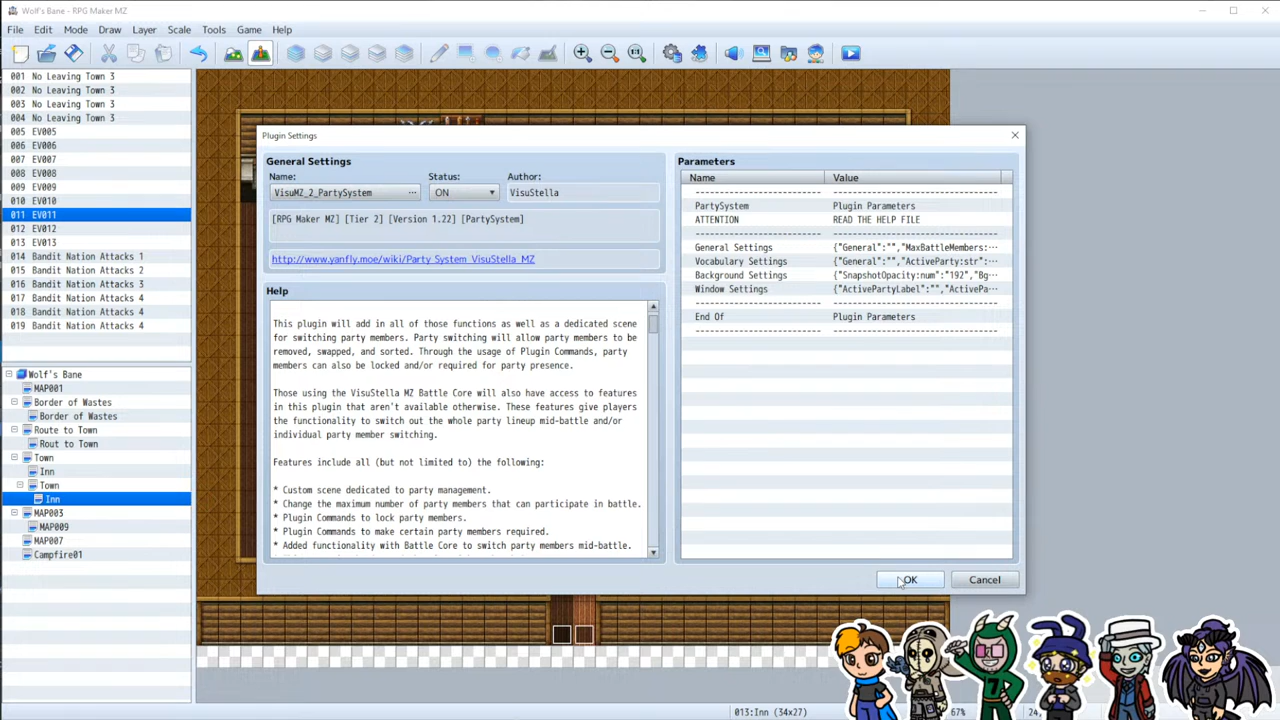 Wolf's Bane - RPG Maker MZ
File Edit Mode Draw Layer Scale Tools Game Help
001 No Leaving Town 3
002 No Leaving Town 3
003 No Leaving Town 3
004 No Leaving Town 3
005 EV005
006 EV006
007 EV007
008 EV008
009 EV009
010 EV010
011 EV011
012 EV012
013 EV013
014 Bandit Nation Attacks 1
015 Bandit Nation Attacks 2
016 Bandit Nation Attacks 3
017 Bandit Nation Attacks 4
018 Bandit Nation Attacks 4
019 Bandit Nation Attacks 4
Wolf's Bane
MAP001
Border of Wastes
Border of Wastes
Route to Town
Rout to Town
Town
Inn
Town
Inn
MAP003
MAP009
MAP007
Campfire01
Plugin Settings
General Settings
Name: Status: Author:
VisuMZ_2_PartySystem ... ON VisuStella
[RPG Maker MZ] [Tier 2] [Version 1.22] [PartySystem]
http://www.yanfly.moe/wiki/Party_System_VisuStella_MZ
Help
This plugin will add in all of those functions as well as a dedicated scene
for switching party members. Party switching will allow party members to be
removed, swapped, and sorted. Through the usage of Plugin Commands, party
members can also be locked and/or required for party presence.
Those using the VisuStella MZ Battle Core will also have access to features
in this plugin that aren't available otherwise. These features give players
the functionality to switch out the whole party lineup mid-battle and/or
individual party member switching.
Features include all (but not limited to) the following:
* Custom scene dedicated to party management.
* Change the maximum number of party members that can participate in battle.
* Plugin Commands to lock party members.
* Plugin Commands to make certain party members required.
* Added functionality with Battle Core to switch party members mid-battle.
Parameters
Name Value
PartySystem Plugin Parameters
ATTENTION READ THE HELP FILE
General Settings {"General":"","MaxBattleMembers:...
Vocabulary Settings {"General":"","ActiveParty:str":...
Background Settings {"SnapshotOpacity:num":"192","Bg...
Window Settings {"ActivePartyLabel":"","ActivePa...
End Of Plugin Parameters
OK Cancel
7
013:Inn (34x27) 67% 24,